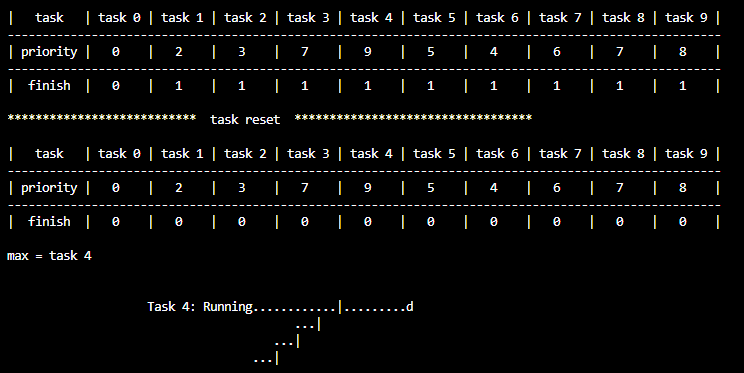 |   task   | task 0 | task 1 | task 2 | task 3 | task 4 | task 5 | task 6 | task 7 | task 8 | task 9 |
------------------------------------------------------------------------------------------------------
| priority |   0    |   2    |   3    |   7    |   9    |   5    |   4    |   6    |   7    |   8    |
------------------------------------------------------------------------------------------------------
|  finish  |   0    |   1    |   1    |   1    |   1    |   1    |   1    |   1    |   1    |   1    |
***************************  task reset  **********************************
|   task   | task 0 | task 1 | task 2 | task 3 | task 4 | task 5 | task 6 | task 7 | task 8 | task 9 |
------------------------------------------------------------------------------------------------------
| priority |   0    |   2    |   3    |   7    |   9    |   5    |   4    |   6    |   7    |   8    |
------------------------------------------------------------------------------------------------------
|  finish  |   0    |   0    |   0    |   0    |   0    |   0    |   0    |   0    |   0    |   0    |
max = task 4
Task 4: Running............|.........d
...|
...|
...|